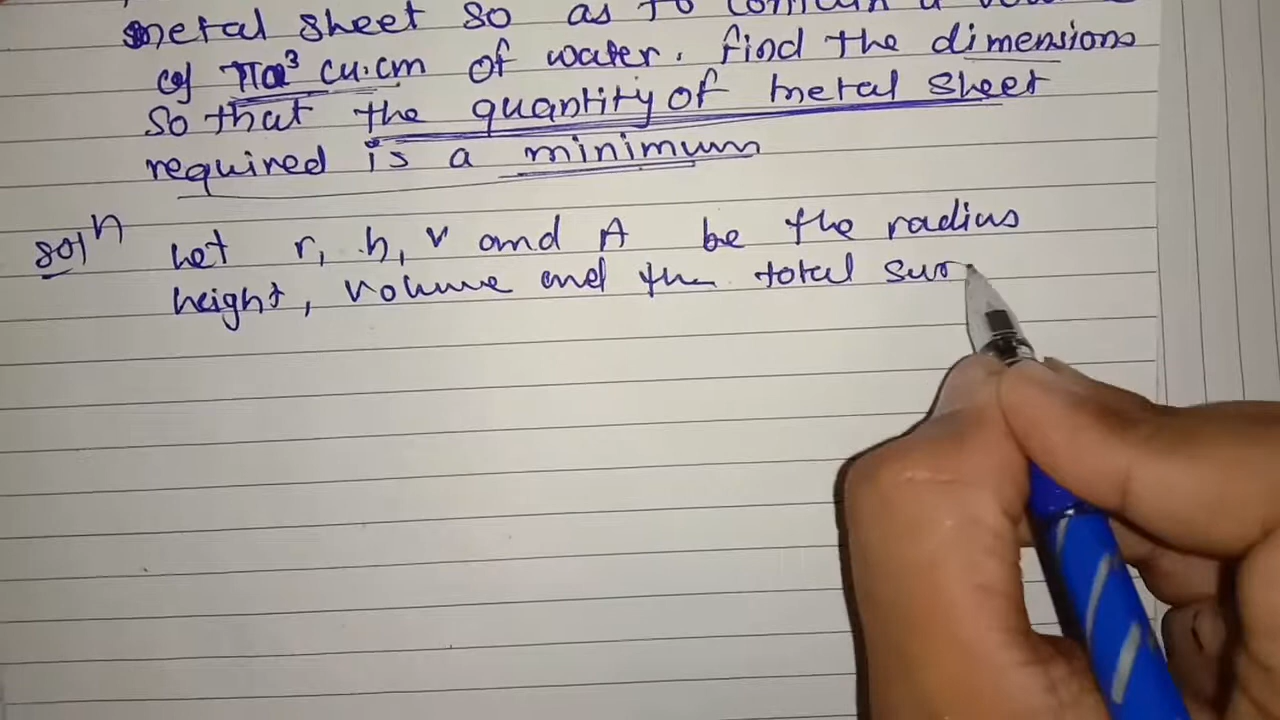 metal sheet so as to contain a
of πa³ cu.cm of water. find the dimensions
so that the quantity of metal sheet
required is a minimum
solⁿ Let r, h, v and A be the radius
height, volume and the total sur